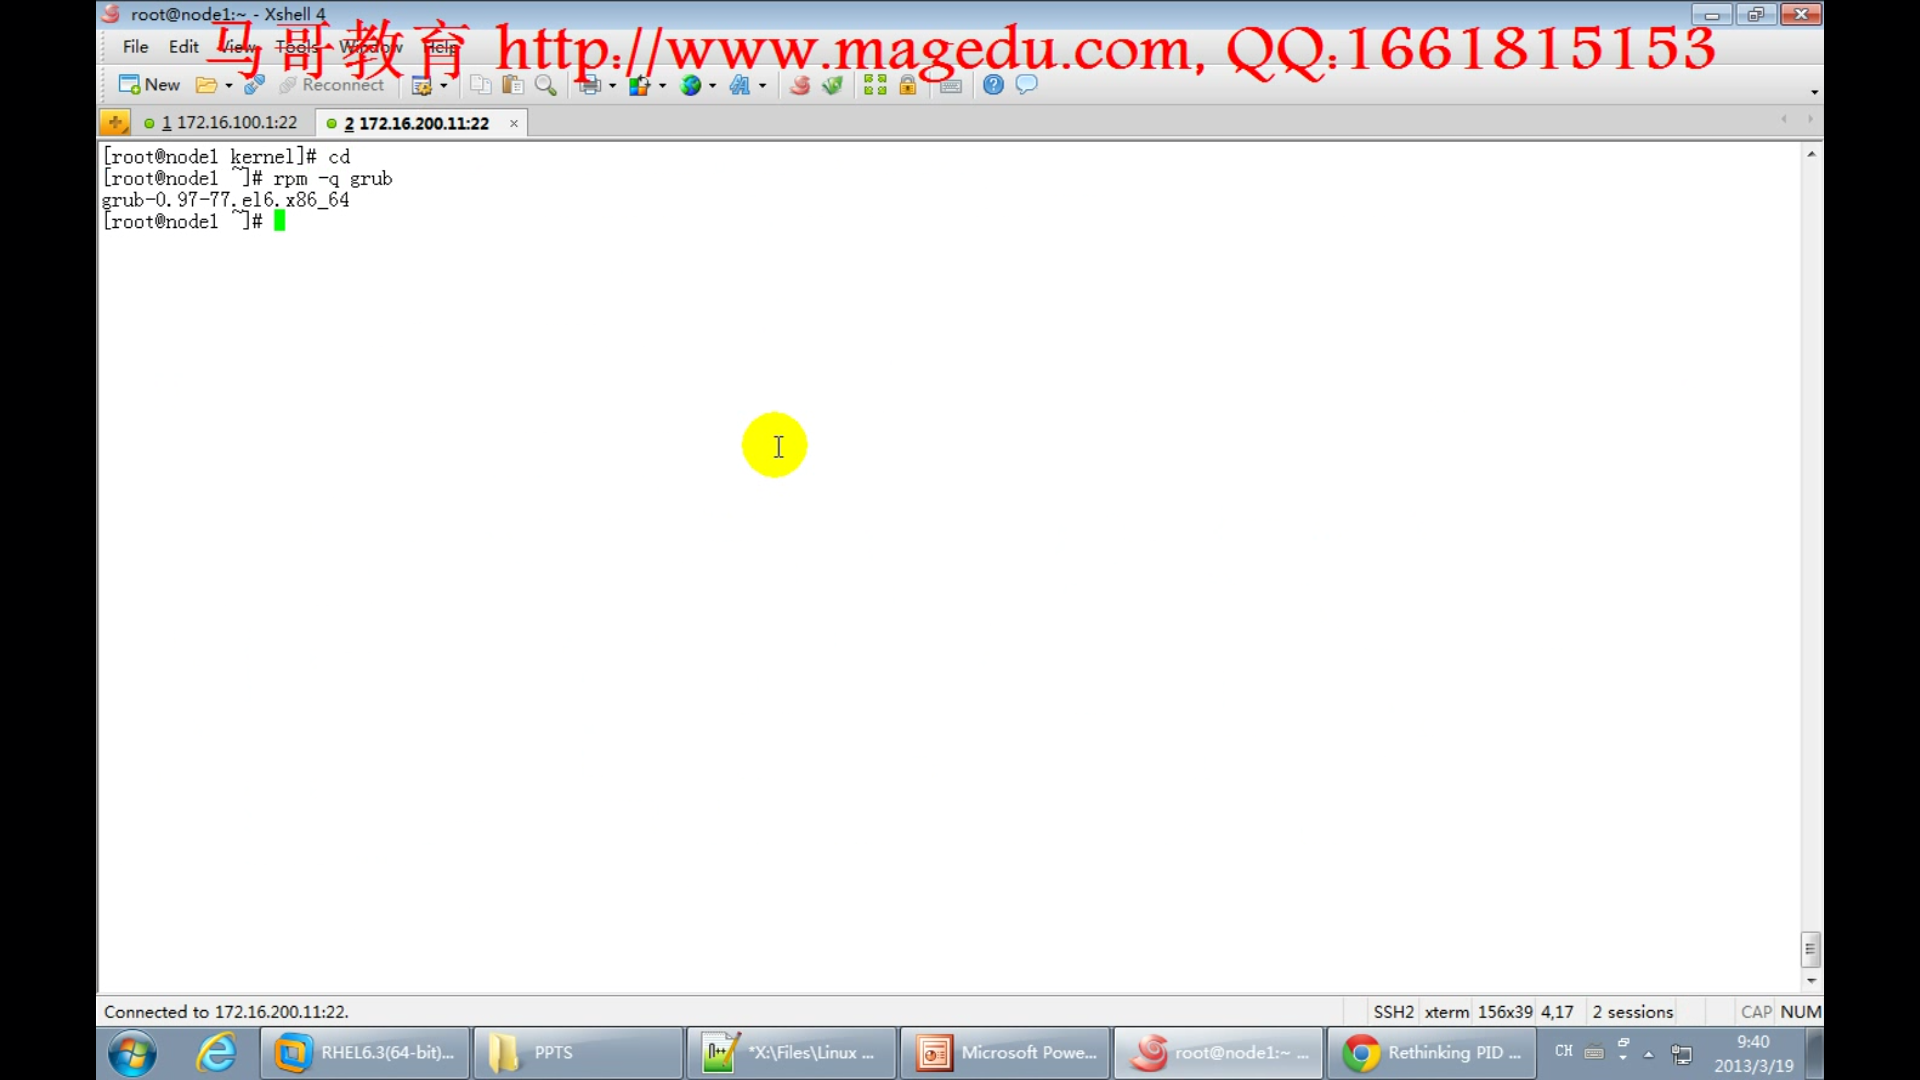 root@node1:~ - Xshell 4
马哥教育 http://www.magedu.com, QQ:1661815153
File Edit View Tools Window Help
New Reconnect
1 172.16.100.1:22 2 172.16.200.11:22
[root@node1 kernel]# cd
[root@node1 ~]# rpm -q grub
grub-0.97-77.el6.x86_64
[root@node1 ~]#
Connected to 172.16.200.11:22. SSH2 xterm 156x39 4,17 2 sessions CAP NUM
RHEL6.3(64-bit)... PPTS *X:\Files\Linux ... Microsoft Powe... root@node1:~ ... Rethinking PID ... CH 9:40
2013/3/19